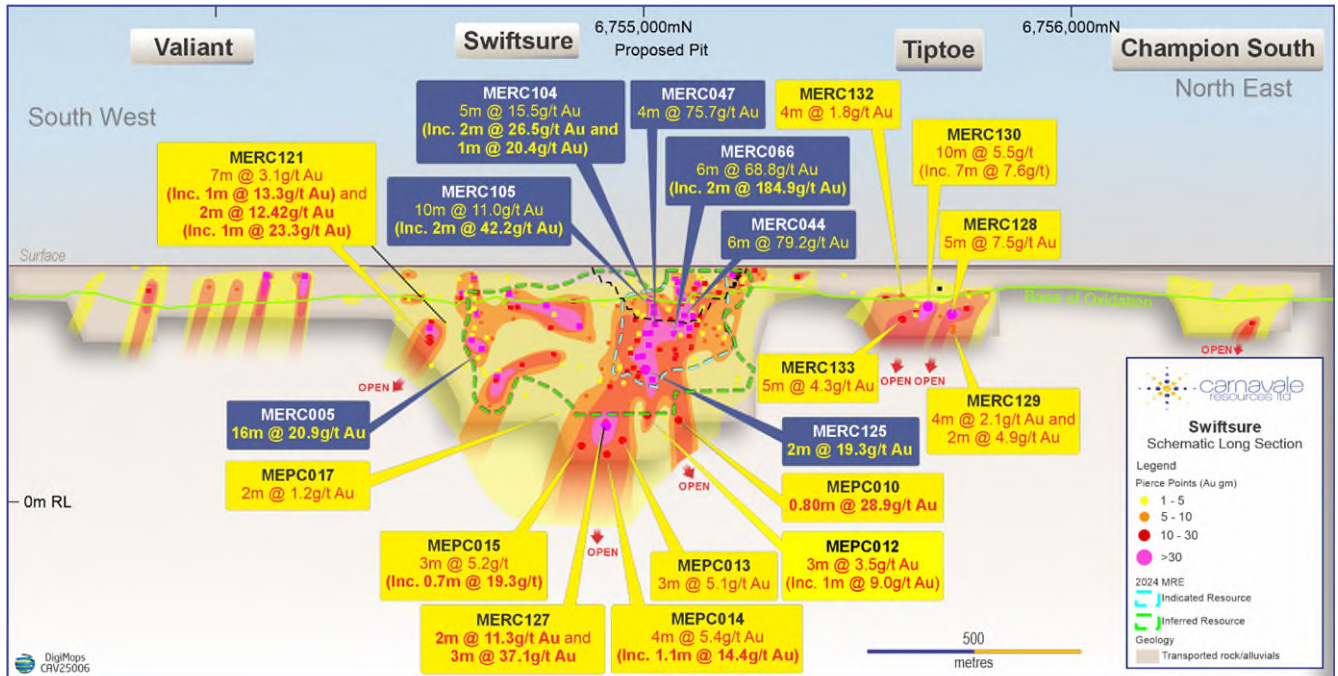 Valiant
Swiftsure
6,755,000mN
Proposed Pit
Tiptoe
6,756,000mN
Champion South
South West
North East
MERC104
5m @ 15.5g/t Au
(Inc. 2m @ 26.5g/t Au and
1m @ 20.4g/t Au)
MERC047
4m @ 75.7g/t Au
MERC132
4m @ 1.8g/t Au
MERC130
10m @ 5.5g/t
(Inc. 7m @ 7.6g/t)
MERC121
7m @ 3.1g/t Au
(Inc. 1m @ 13.3g/t Au) and
2m @ 12.42g/t Au
(Inc. 1m @ 23.3g/t Au)
MERC066
6m @ 68.8g/t Au
(Inc. 2m @ 184.9g/t Au)
MERC105
10m @ 11.0g/t Au
(Inc. 2m @ 42.2g/t Au)
MERC044
6m @ 79.2g/t Au
MERC128
5m @ 7.5g/t Au
Surface
Base of Oxidation
OPEN
OPEN
OPEN
OPEN
MERC133
5m @ 4.3g/t Au
MERC129
4m @ 2.1g/t Au and
2m @ 4.9g/t Au
MERC005
16m @ 20.9g/t Au
MERC125
2m @ 19.3g/t Au
MEPC017
2m @ 1.2g/t Au
OPEN
MEPC010
0.80m @ 28.9g/t Au
0m RL
OPEN
MEPC015
3m @ 5.2g/t
(Inc. 0.7m @ 19.3g/t)
MEPC013
3m @ 5.1g/t Au
MEPC012
3m @ 3.5g/t Au
(Inc. 1m @ 9.0g/t Au)
MERC127
2m @ 11.3g/t Au and
3m @ 37.1g/t Au
MEPC014
4m @ 5.4g/t Au
(Inc. 1.1m @ 14.4g/t Au)
500
metres
carnavale
resources ltd
Swiftsure
Schematic Long Section
Legend
Pierce Points (Au gm)
1 - 5
5 - 10
10 - 30
>30
2024 MRE
Indicated Resource
Inferred Resource
Geology
Transported rock/alluvials
DigiMaps
CAV25006